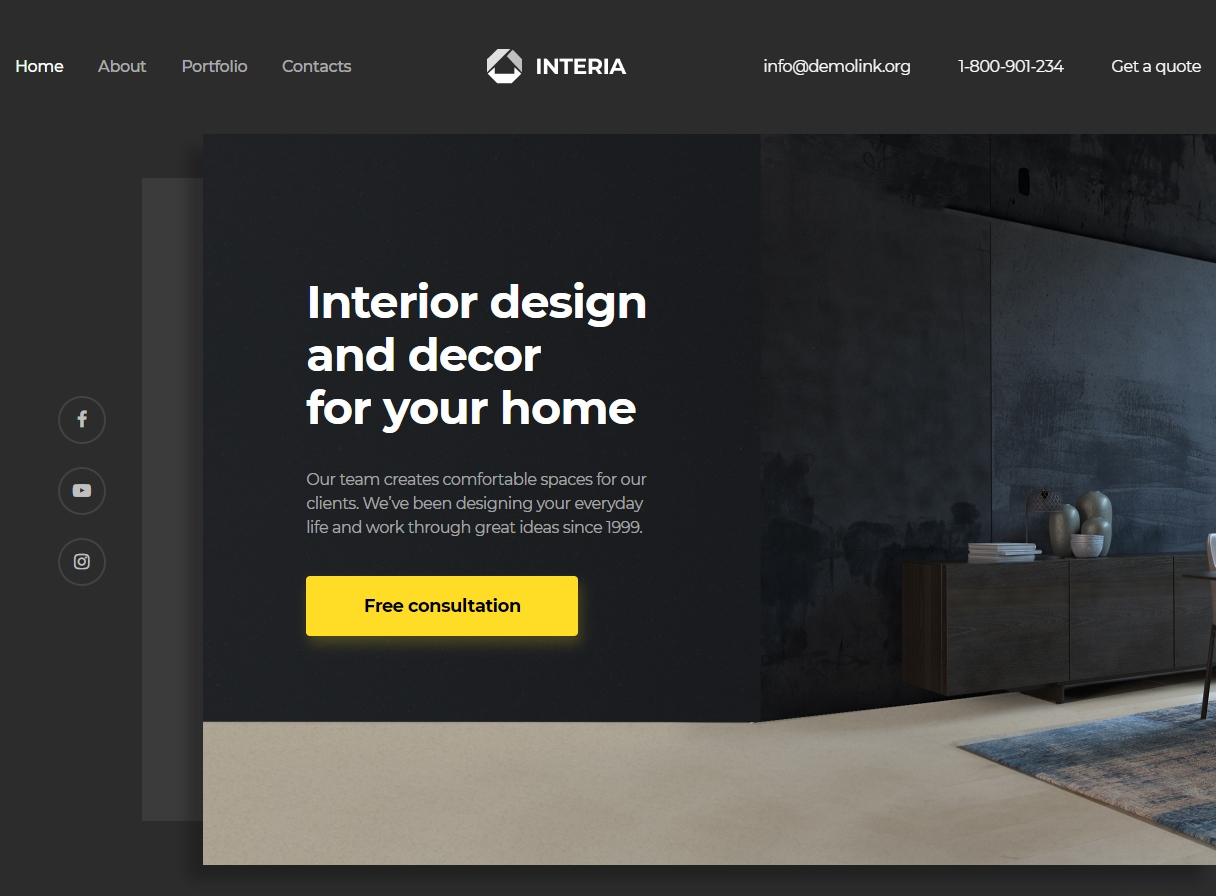 Home About Portfolio Contacts INTERIA info@demolink.org 1-800-901-234 Get a quote
Interior design
and decor
for your home
Our team creates comfortable spaces for our
clients. We’ve been designing your everyday
life and work through great ideas since 1999.
Free consultation